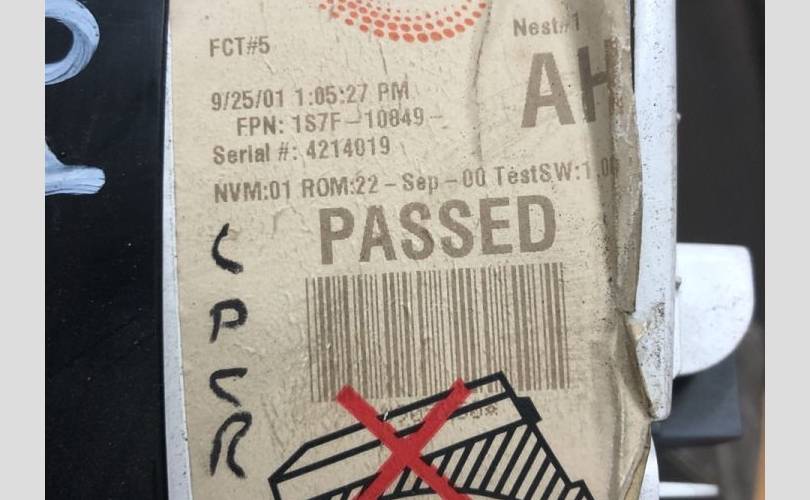 FCT#5
Nest#1
AH
9/25/01 1:05:27 PM
FPN: 1S7F-10849-
Serial #: 4214019
NVM:01 ROM:22-Sep-00 TestSW:1.00
PASSED
C
P
C
R